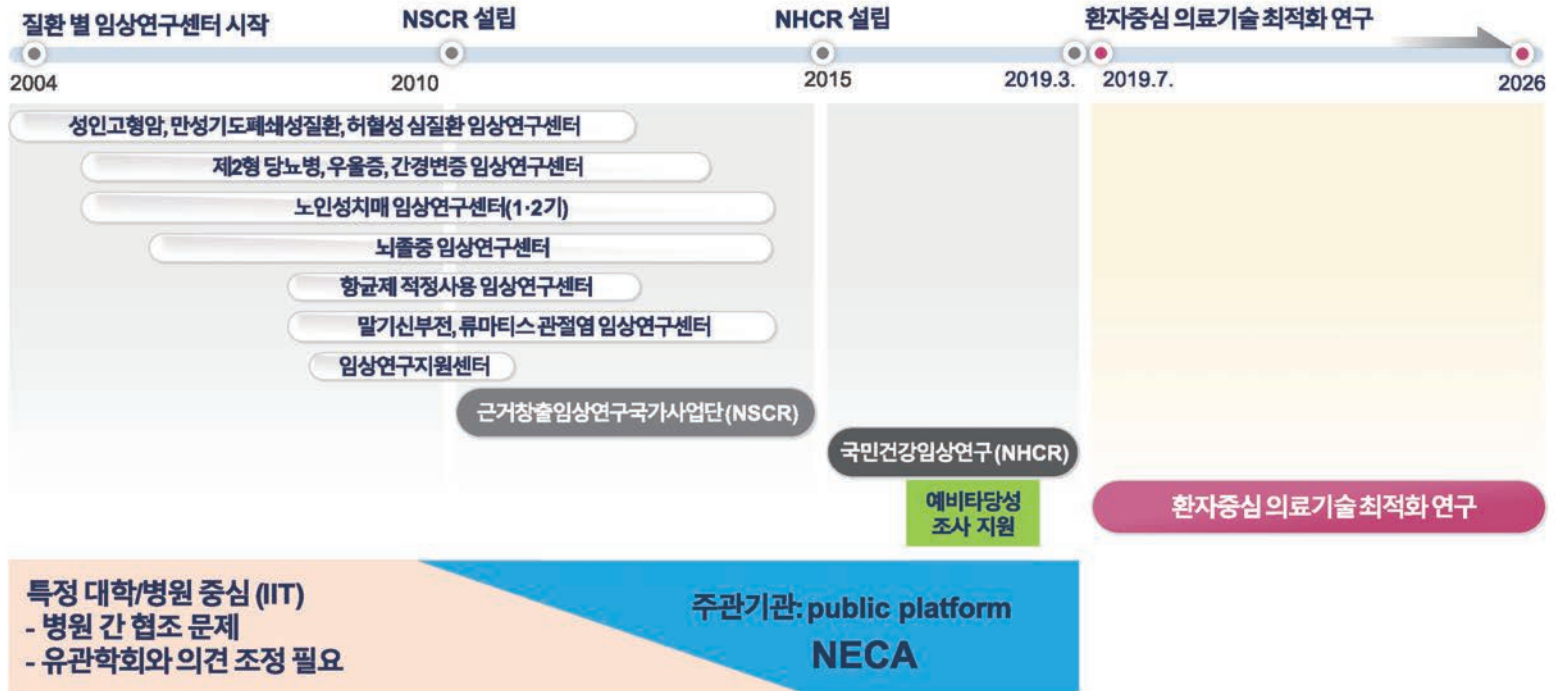 질환 별 임상연구센터 시작
NSCR 설립
NHCR 설립
환자중심 의료기술 최적화 연구
2004
2010
2015
2019.3.
2019.7.
2026
성인고형암, 만성기도폐쇄성질환, 허혈성 심질환 임상연구센터
제2형 당뇨병, 우울증, 간경변증 임상연구센터
노인성치매 임상연구센터(1·2기)
뇌졸중 임상연구센터
항균제 적정사용 임상연구센터
말기신부전, 류마티스 관절염 임상연구센터
임상연구지원센터
근거창출임상연구국가사업단(NSCR)
국민건강임상연구(NHCR)
예비타당성
조사 지원
환자중심 의료기술 최적화 연구
특정 대학/병원 중심 (IIT)
- 병원 간 협조 문제
- 유관학회와 의견 조정 필요
주관기관: public platform
NECA